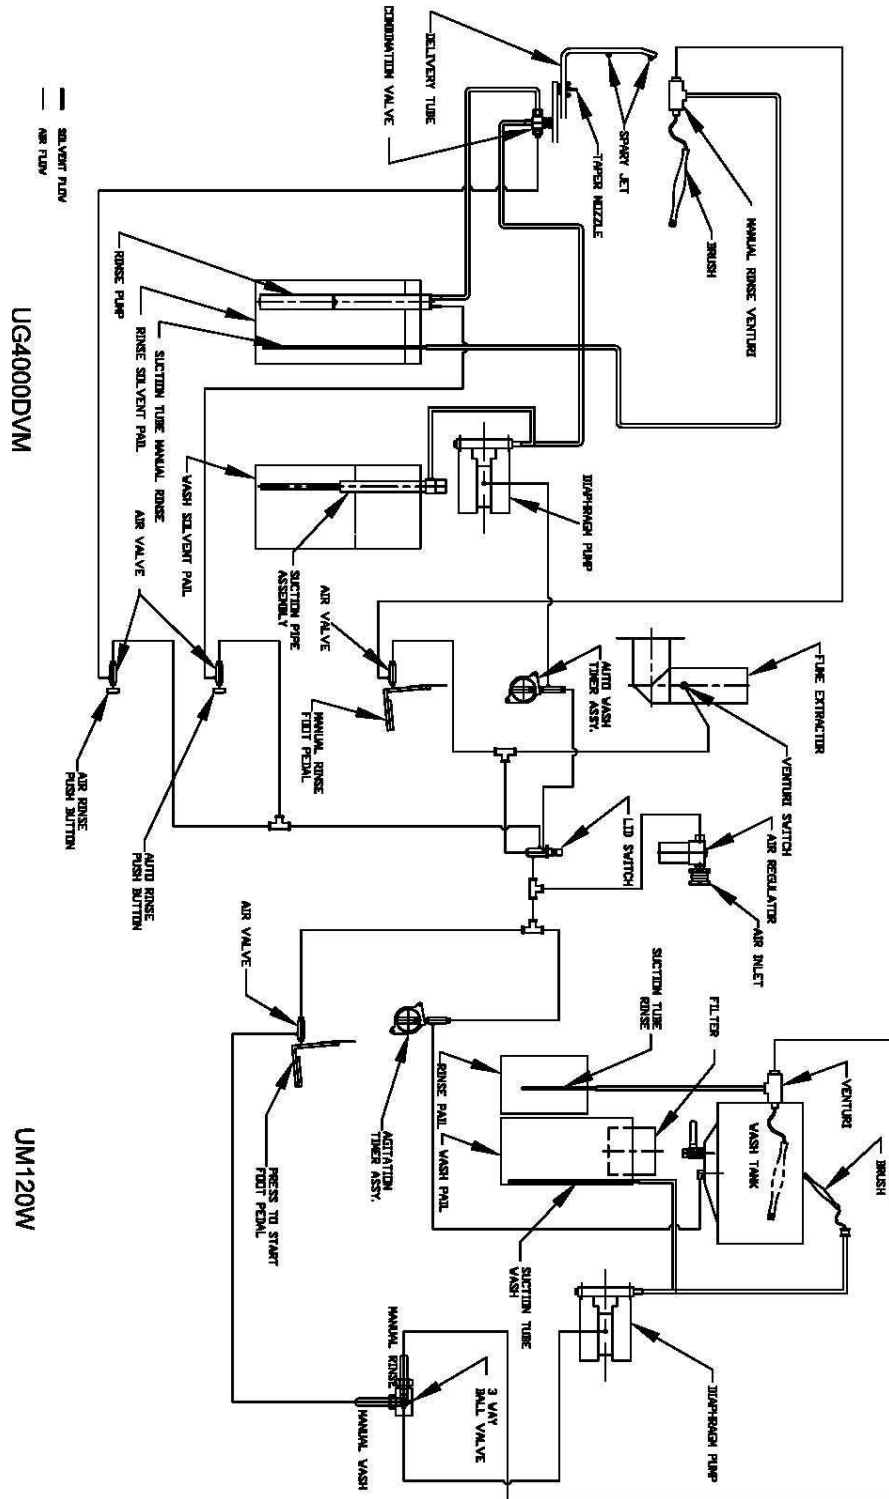 MANUAL RINSE VENTURI
BRUSH
SPARY JET
TAPER NOZZLE
DELIVERY TUBE
COMBINATION VALVE
SOLVENT FLOW
AIR FLOW
RINSE PUMP
RINSE SOLVENT PAIL
SUCTION TUBE MANUAL RINSE
DIAPHRAGM PUMP
WASH SOLVENT PAIL
SUCTION PIPE
ASSEMBLY
AIR VALVE
UG4000DVM
FUME EXTRACTOR
VENTURI SWITCH
AIR REGULATOR
AIR INLET
AUTO WASH
TIMER ASSY.
LID SWITCH
AIR VALVE
MANUAL RINSE
FOOT PEDAL
AUTO RINSE
PUSH BUTTON
AIR RINSE
PUSH BUTTON
VENTURI
BRUSH
WASH TANK
FILTER
SUCTION TUBE
RINSE
RINSE PAIL
WASH PAIL
AGITATION
TIMER ASSY.
AIR VALVE
PRESS TO START
FOOT PEDAL
SUCTION TUBE
WASH
DIAPHRAGM PUMP
3 WAY
BALL VALVE
MANUAL RINSE
MANUAL WASH
UM120W